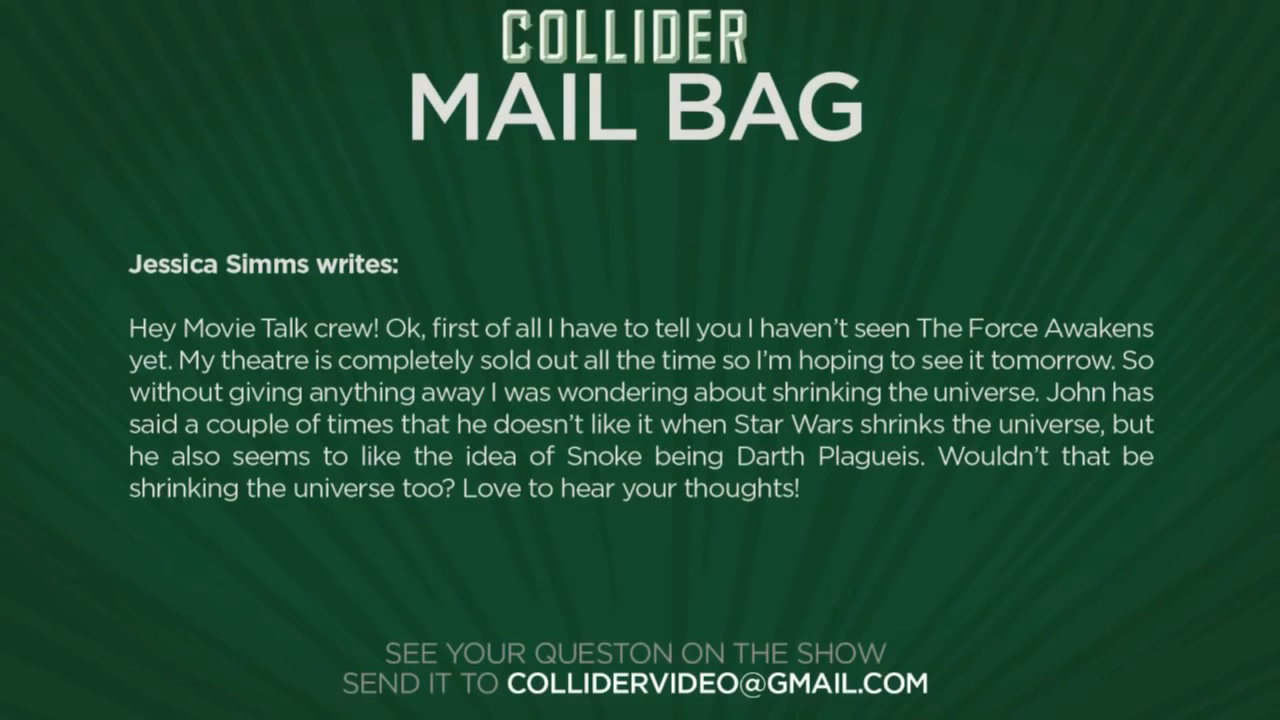 COLLIDER
MAIL BAG
Jessica Simms writes:
Hey Movie Talk crew! Ok, first of all I have to tell you I haven't seen The Force Awakens
yet. My theatre is completely sold out all the time so I'm hoping to see it tomorrow. So
without giving anything away I was wondering about shrinking the universe. John has
said a couple of times that he doesn't like it when Star Wars shrinks the universe, but
he also seems to like the idea of Snoke being Darth Plagueis. Wouldn't that be
shrinking the universe too? Love to hear your thoughts!
SEE YOUR QUESTON ON THE SHOW
SEND IT TO COLLIDERVIDEO@GMAIL.COM